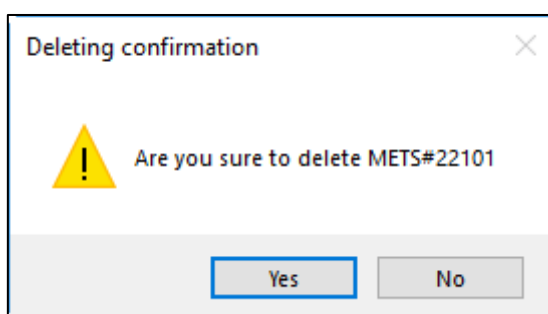 Deleting confirmation
Are you sure to delete METS#22101
Yes No